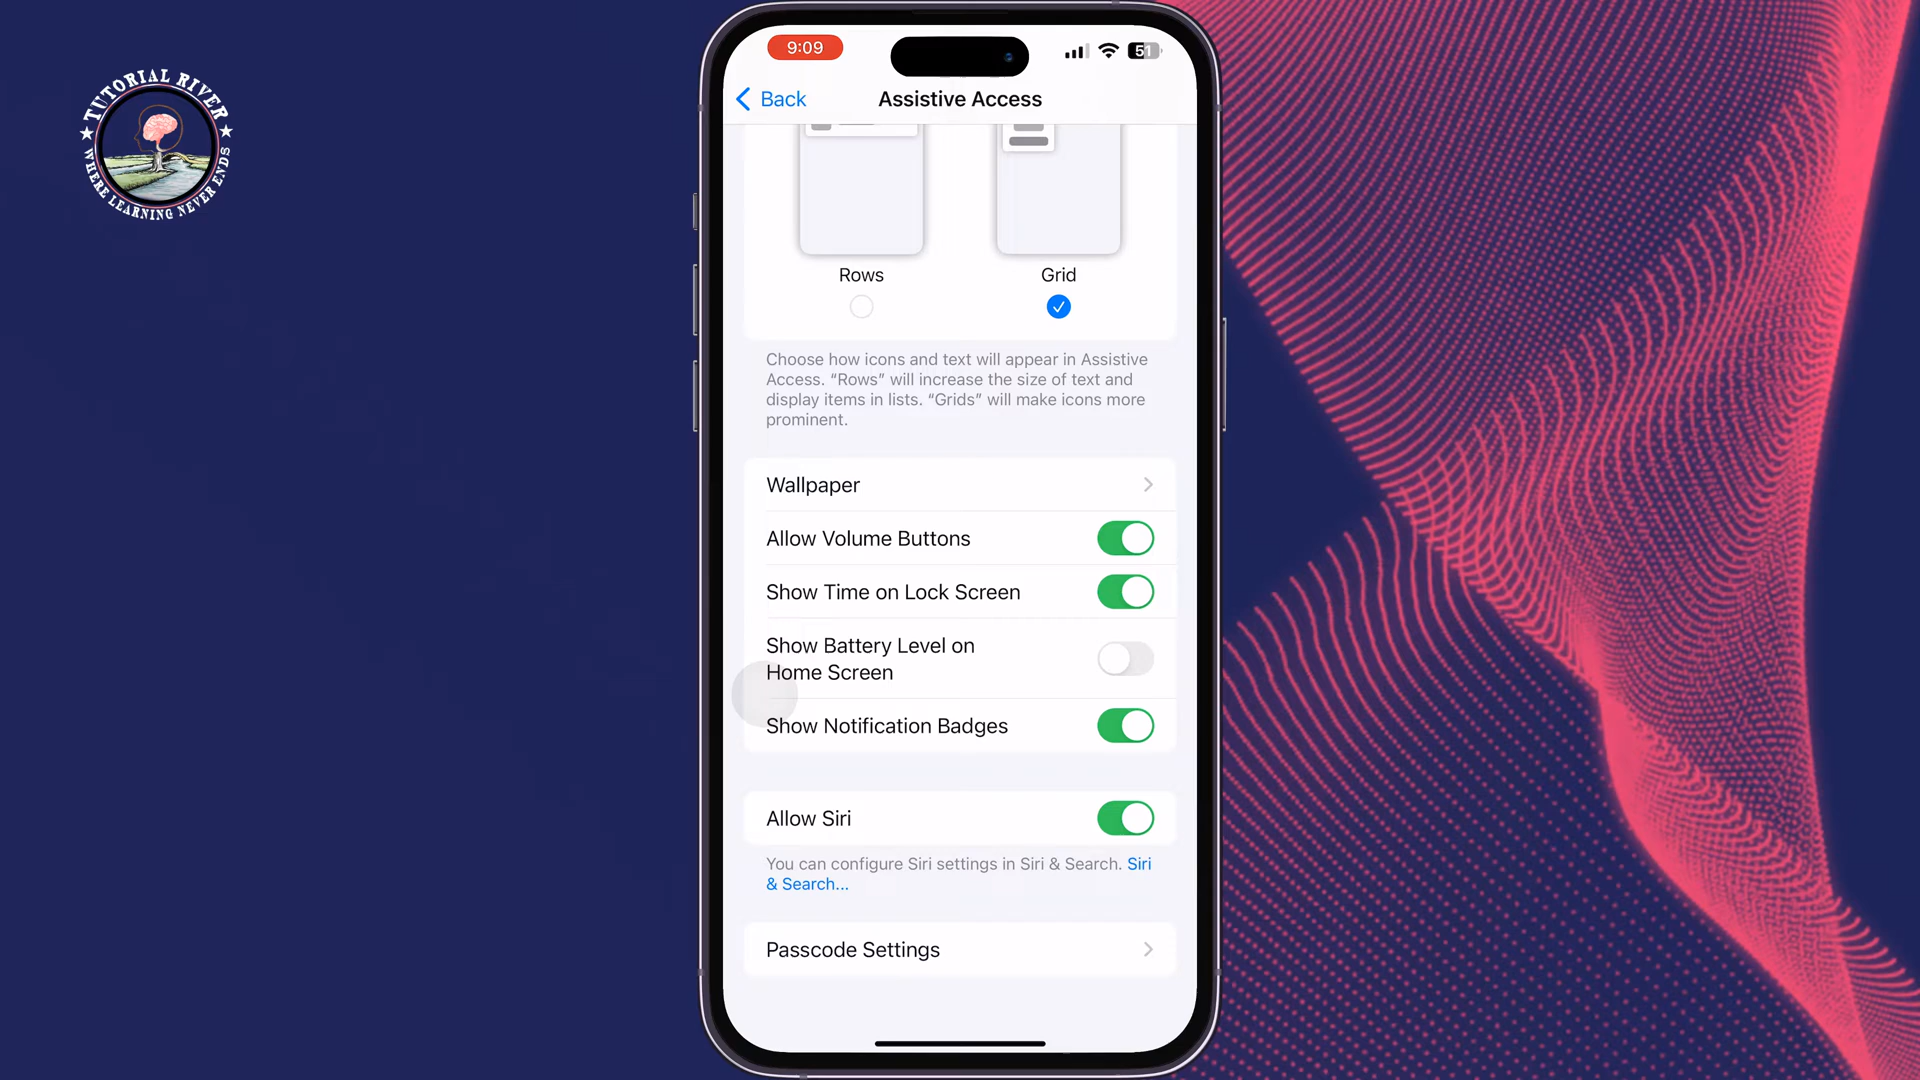 TUTORIAL RIVER
WHERE LEARNING NEVER ENDS
9:09
51
Back
Assistive Access
Rows
Grid
Choose how icons and text will appear in Assistive
Access. “Rows” will increase the size of text and
display items in lists. “Grids” will make icons more
prominent.
Wallpaper
Allow Volume Buttons
Show Time on Lock Screen
Show Battery Level on
Home Screen
Show Notification Badges
Allow Siri
You can configure Siri settings in Siri & Search. Siri
& Search...
Passcode Settings